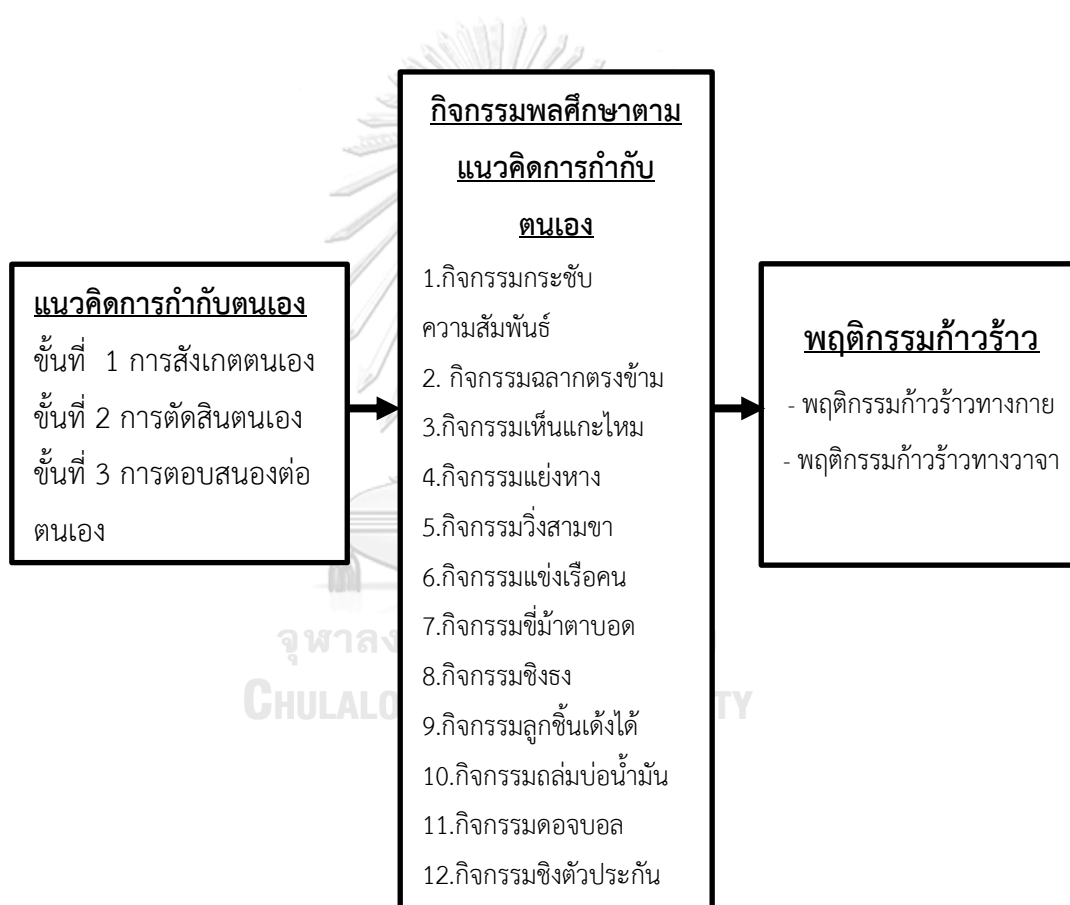 แนวคิดการกำกับตนเอง
ขั้นที่ 1 การสังเกตตนเอง
ขั้นที่ 2 การตัดสินตนเอง
ขั้นที่ 3 การตอบสนองต่อ
ตนเอง
กิจกรรมพลศึกษาตาม
แนวคิดการกำกับ
ตนเอง
1.กิจกรรมกระชับ
ความสัมพันธ์
2. กิจกรรมฉลากตรงข้าม
3.กิจกรรมเห็นแกะไหม
4.กิจกรรมแย่งหาง
5.กิจกรรมวิ่งสามขา
6.กิจกรรมแข่งเรือคน
7.กิจกรรมขี่ม้าตาบอด
8.กิจกรรมชิงธง
9.กิจกรรมลูกชิ้นเด้งได้
10.กิจกรรมถล่มบ่อน้ำมัน
11.กิจกรรมดอจบอล
12.กิจกรรมชิงตัวประกัน
พฤติกรรมก้าวร้าว
- พฤติกรรมก้าวร้าวทางกาย
- พฤติกรรมก้าวร้าวทางวาจา
จุฬาลง
CHULALO TY